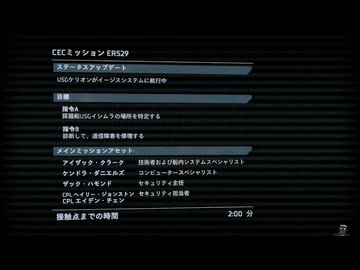 CECミッション ER529
ステータスアップデート
USGケリオンがイージスシステムに航行中
目標
指令A
採掘船USGイシムラの場所を特定する
指令B
診断して、通信障害を修理する
メインミッションアセット
アイザック・クラーク 技術者および船内システムスペシャリスト
ケンドラ・ダニエルズ コンピュータースペシャリスト
ザック・ハモンド セキュリティ主任
CPL ヘイリー・ジョンストン セキュリティ担当者
CPL エイデン・チェン
接触点までの時間 2:00 分